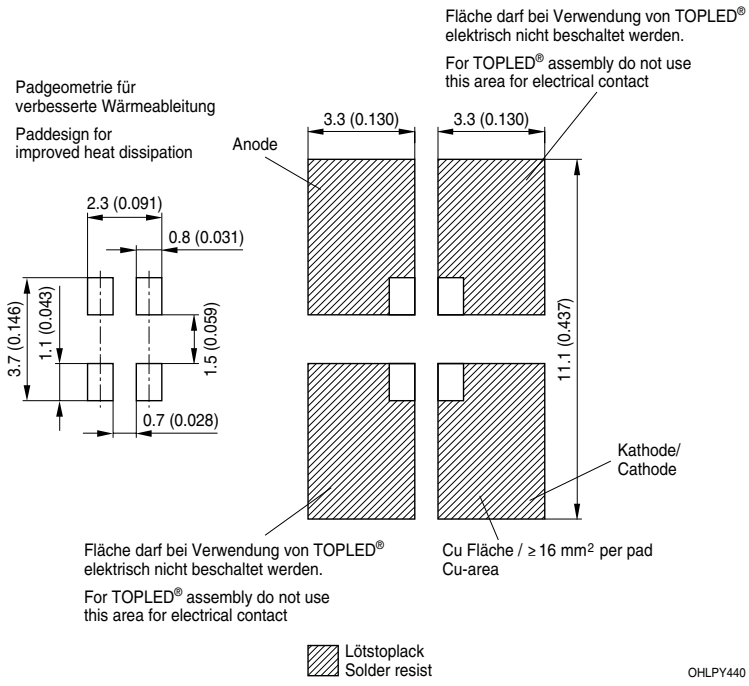 Fläche darf bei Verwendung von TOPLED®
elektrisch nicht beschaltet werden.
For TOPLED® assembly do not use
this area for electrical contact
Padgeometrie für
verbesserte Wärmeableitung
Paddesign for
improved heat dissipation
Anode
3.3 (0.130)
3.3 (0.130)
2.3 (0.091)
0.8 (0.031)
3.7 (0.146)
1.1 (0.043)
1.5 (0.059)
11.1 (0.437)
0.7 (0.028)
Kathode/
Cathode
Fläche darf bei Verwendung von TOPLED®
elektrisch nicht beschaltet werden.
For TOPLED® assembly do not use
this area for electrical contact
Cu Fläche / ≥ 16 mm² per pad
Cu-area
Lötstoplack
Solder resist
OHLPY440